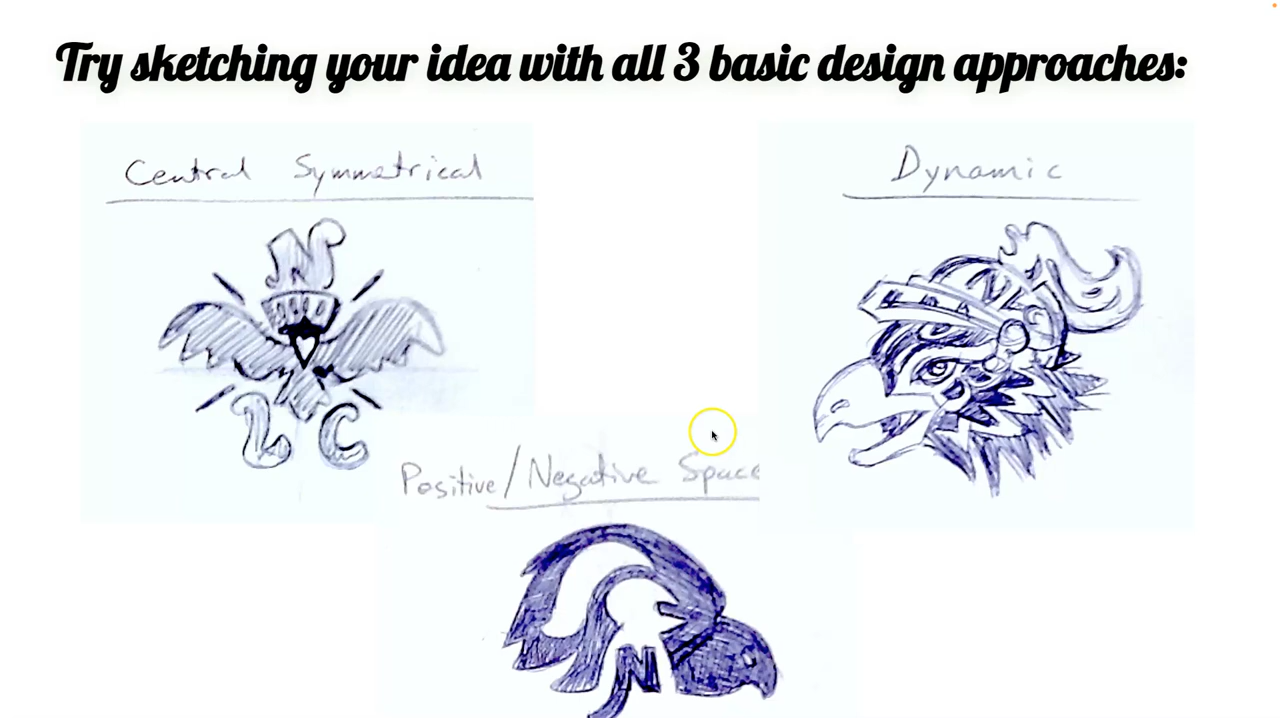 Try sketching your idea with all 3 basic design approaches:
Central Symmetrical
Dynamic
N
L C
Positive/Negative Space
N